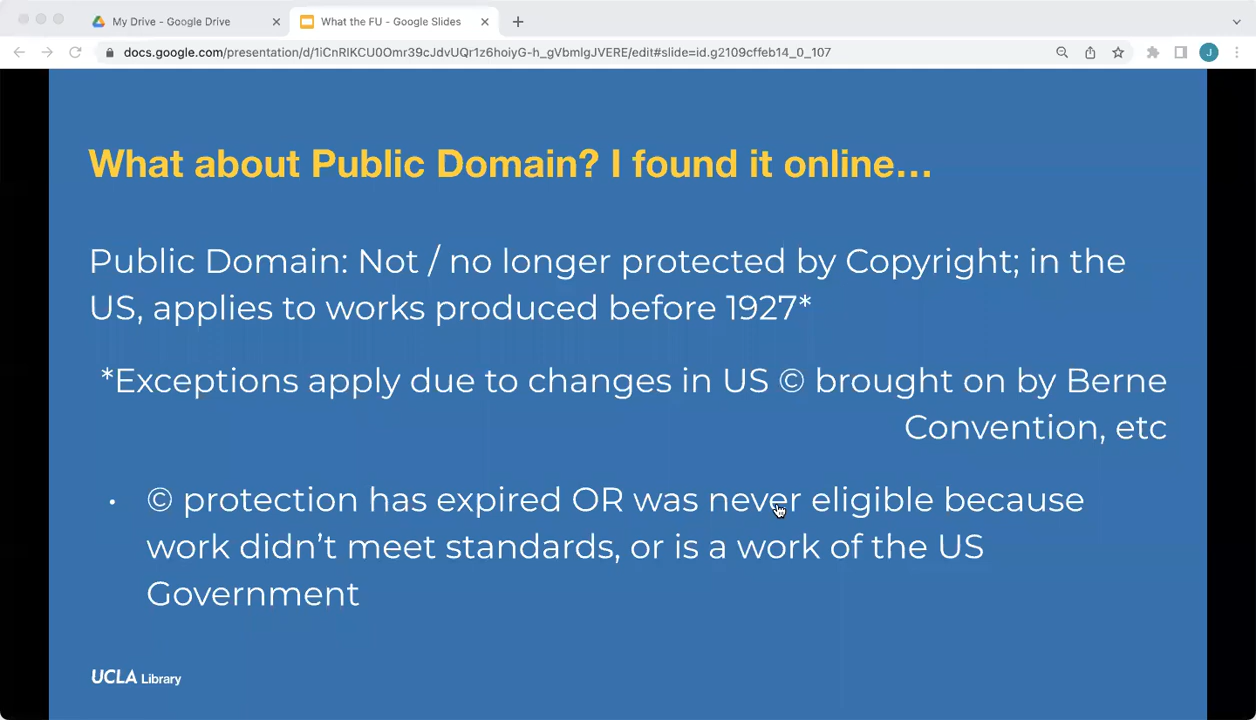 My Drive - Google Drive
What the FU - Google Slides
docs.google.com/presentation/d/1iCnRlKCU0Omr39cJdvUQr1z6hoiyG-h_gVbmlgJVERE/edit#slide=id.g2109cffeb14_0_107
J
What about Public Domain? I found it online…
Public Domain: Not / no longer protected by Copyright; in the
US, applies to works produced before 1927*
*Exceptions apply due to changes in US © brought on by Berne
Convention, etc
• © protection has expired OR was never eligible because
work didn’t meet standards, or is a work of the US
Government
UCLA Library